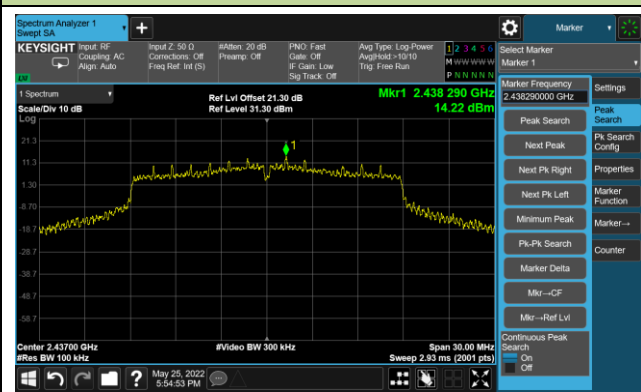 Spectrum Analyzer 1
Swept SA
Marker
KEYSIGHT
Input: RF
Coupling: AC
Align: Auto
Input Z: 50 Ω
Corrections: Off
Freq Ref: Int (S)
#Atten: 20 dB
Preamp: Off
PNO: Fast
Gate: Off
IF Gain: Low
Sig Track: Off
Avg Type: Log-Power
Avg|Hold:>10/10
Trig: Free Run
1 2 3 4 5 6
M W W W W W
P N N N N N
Select Marker
Marker 1
LM
1 Spectrum
Scale/Div 10 dB
Log
Ref Lvl Offset 21.30 dB
Ref Level 31.30 dBm
Mkr1 2.438 290 GHz
14.22 dBm
1
21.3
11.3
1.30
-8.70
-18.7
-28.7
-38.7
-48.7
-58.7
Center 2.43700 GHz
#Res BW 100 kHz
#Video BW 300 kHz
Span 30.00 MHz
Sweep 2.93 ms (2001 pts)
Marker Frequency
2.438290000 GHz
Peak Search
Next Peak
Next Pk Right
Next Pk Left
Minimum Peak
Pk-Pk Search
Marker Delta
Mkr→CF
Mkr→Ref Lvl
Continuous Peak
Search
On
Off
Settings
Peak
Search
Pk Search
Config
Properties
Marker
Function
Marker→
Counter
May 25, 2022
5:54:53 PM